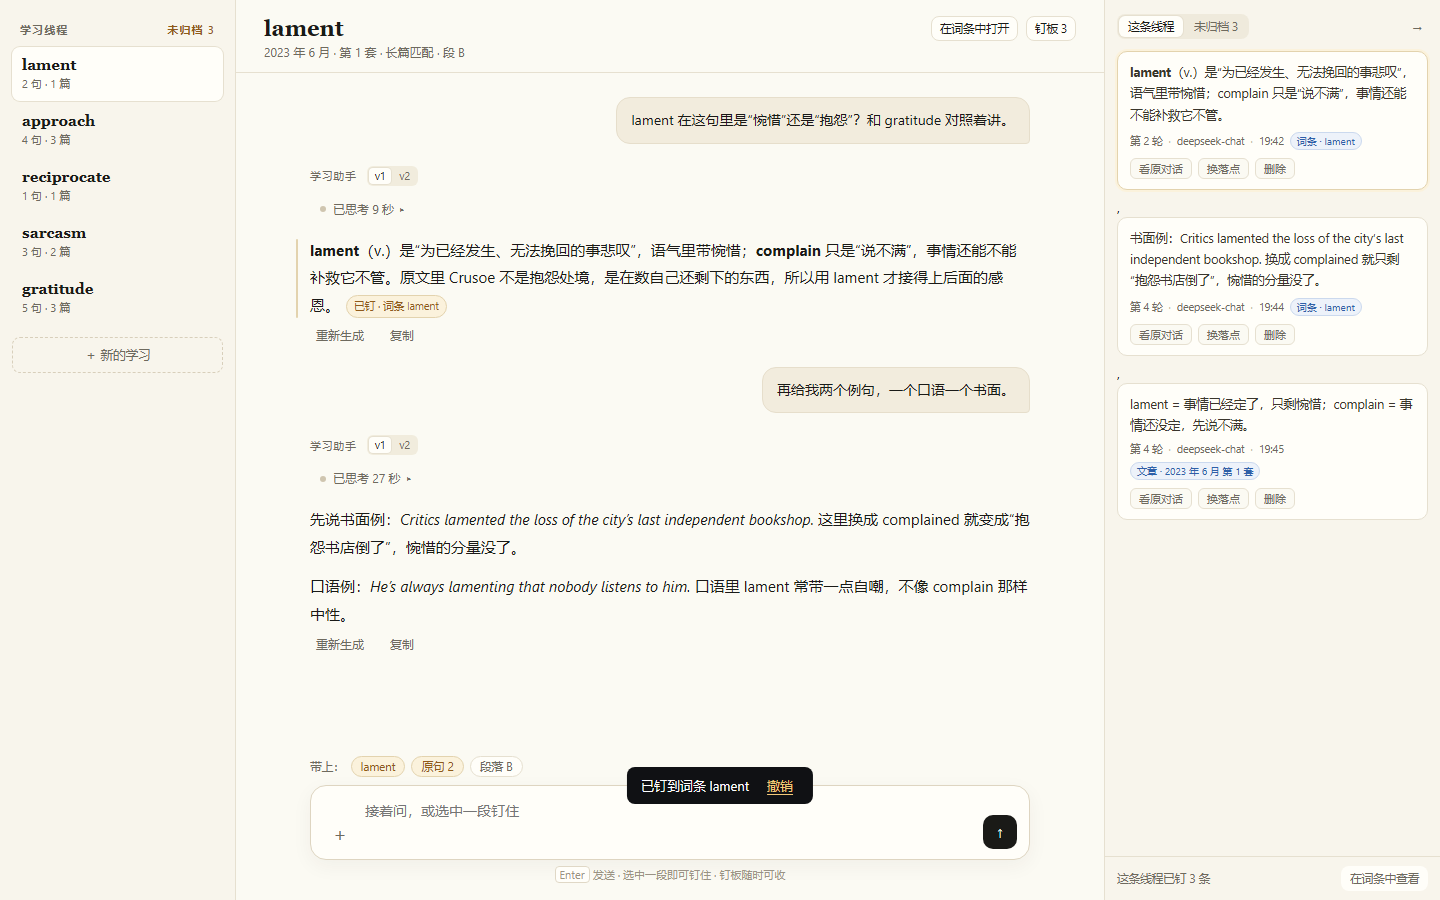 学习线程 未归档 3
lament
2 句 · 1 篇
approach
4 句 · 3 篇
reciprocate
1 句 · 1 篇
sarcasm
3 句 · 2 篇
gratitude
5 句 · 3 篇
+ 新的学习
lament
2023 年 6 月 · 第 1 套 · 长篇匹配 · 段 B
在词条中打开 钉板 3
lament 在这句里是“惋惜”还是“抱怨”？和 gratitude 对照着讲。
学习助手 v1 v2
已思考 9 秒 ▸
lament（v.）是“为已经发生、无法挽回的事悲叹”，语气里带惋惜；complain 只是“说不满”，事情还能不能
补救它不管。原文里 Crusoe 不是抱怨处境，是在数自己还剩下的东西，所以用 lament 才接得上后面的感
恩。 已钉 · 词条 lament
重新生成 复制
再给我两个例句，一个口语一个书面。
学习助手 v1 v2
已思考 27 秒 ▸
先说书面例：Critics lamented the loss of the city’s last independent bookshop. 这里换成 complained 就变成“抱
怨书店倒了”，惋惜的分量没了。
口语例：He’s always lamenting that nobody listens to him. 口语里 lament 常带一点自嘲，不像 complain 那样
中性。
重新生成 复制
带上： lament 原句 2 段落 B
已钉到词条 lament 撤销
接着问，或选中一段钉住
+ ↑
Enter 发送 · 选中一段即可钉住 · 钉板随时可收
这条线程 未归档 3 →
lament（v.）是“为已经发生、无法挽回的事悲叹”，
语气里带惋惜；complain 只是“说不满”，事情还能
不能补救它不管。
第 2 轮 · deepseek-chat · 19:42 词条 · lament
看原对话 换落点 删除
,
书面例：Critics lamented the loss of the city’s last
independent bookshop. 换成 complained 就只剩
“抱怨书店倒了”，惋惜的分量没了。
第 4 轮 · deepseek-chat · 19:44 词条 · lament
看原对话 换落点 删除
,
lament = 事情已经定了，只剩惋惜；complain = 事
情还没定，先说不满。
第 4 轮 · deepseek-chat · 19:45
文章 · 2023 年 6 月 第 1 套
看原对话 换落点 删除
这条线程已钉 3 条 在词条中查看